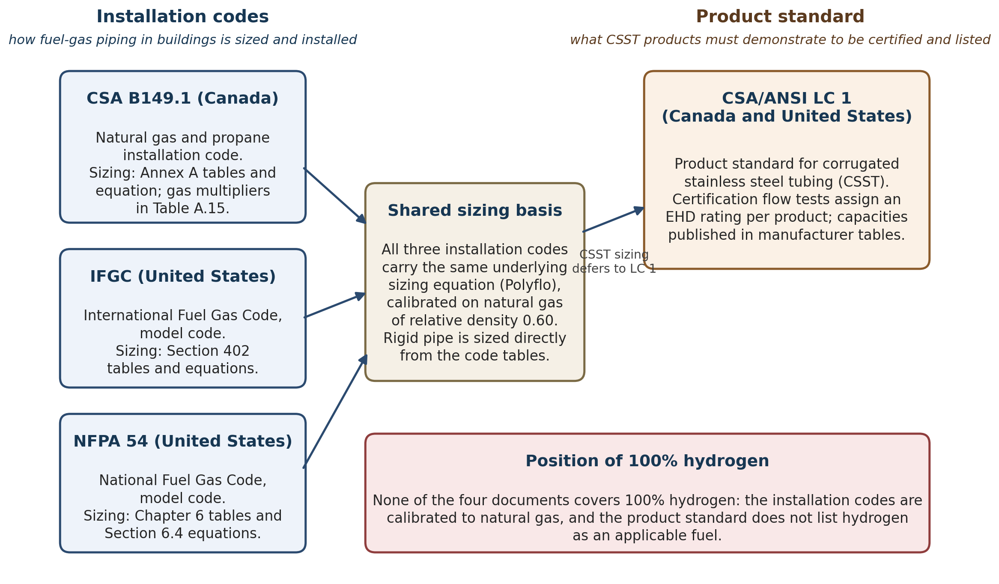 Installation codes
how fuel-gas piping in buildings is sized and installed
Product standard
what CSST products must demonstrate to be certified and listed
CSA B149.1 (Canada)
Natural gas and propane
installation code.
Sizing: Annex A tables and
equation; gas multipliers
in Table A.15.
IFGC (United States)
International Fuel Gas Code,
model code.
Sizing: Section 402
tables and equations.
NFPA 54 (United States)
National Fuel Gas Code,
model code.
Sizing: Chapter 6 tables and
Section 6.4 equations.
Shared sizing basis
All three installation codes
carry the same underlying
sizing equation (Polyflo),
calibrated on natural gas
of relative density 0.60.
Rigid pipe is sized directly
from the code tables.
CSST sizing
defers to LC 1
CSA/ANSI LC 1
(Canada and United States)
Product standard for corrugated
stainless steel tubing (CSST).
Certification flow tests assign an
EHD rating per product; capacities
published in manufacturer tables.
Position of 100% hydrogen
None of the four documents covers 100% hydrogen: the installation codes are
calibrated to natural gas, and the product standard does not list hydrogen
as an applicable fuel.